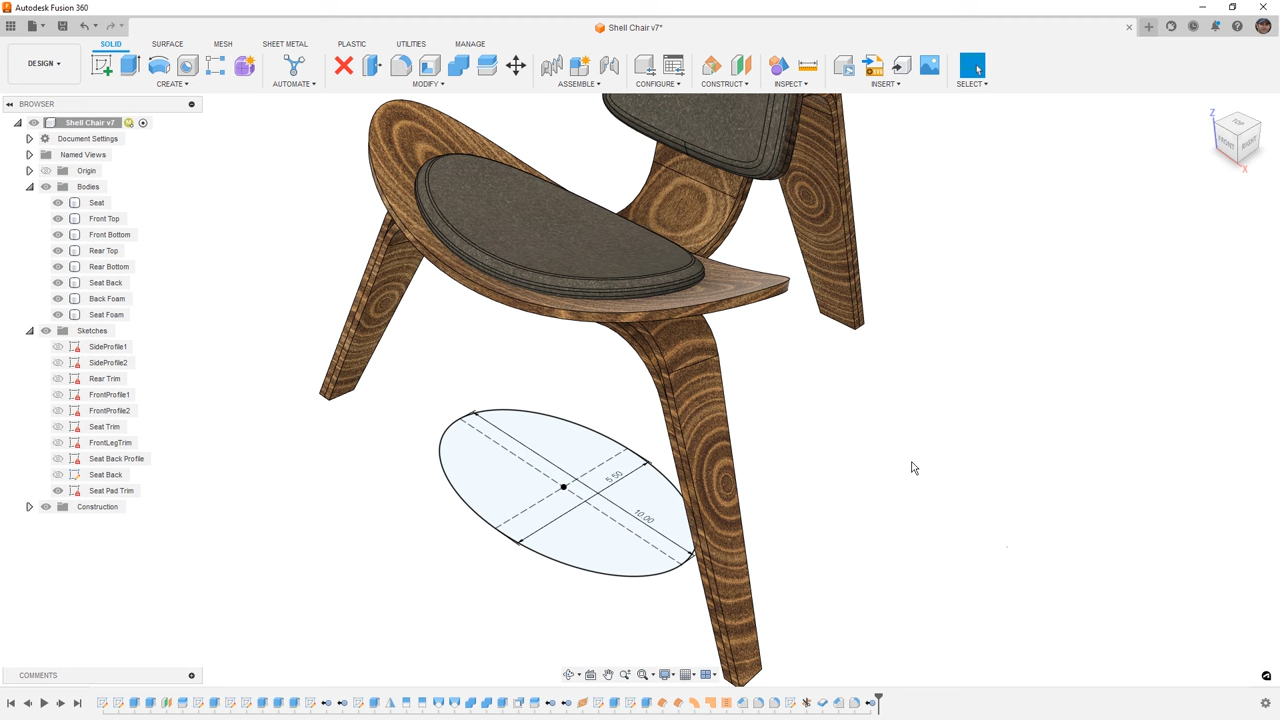 Autodesk Fusion 360
Shell Chair v7*
DESIGN
SOLID SURFACE MESH SHEET METAL PLASTIC UTILITIES MANAGE
CREATE AUTOMATE MODIFY ASSEMBLE CONFIGURE CONSTRUCT INSPECT INSERT SELECT
BROWSER
Shell Chair v7
Document Settings
Named Views
Origin
Bodies
Seat
Front Top
Front Bottom
Rear Top
Rear Bottom
Seat Back
Back Foam
Seat Foam
Sketches
SideProfile1
SideProfile2
Rear Trim
FrontProfile1
FrontProfile2
Seat Trim
FrontLegTrim
Seat Back Profile
Seat Back
Seat Pad Trim
Construction
Z
TOP
FRONT
RIGHT
X
5.50
10.00
COMMENTS